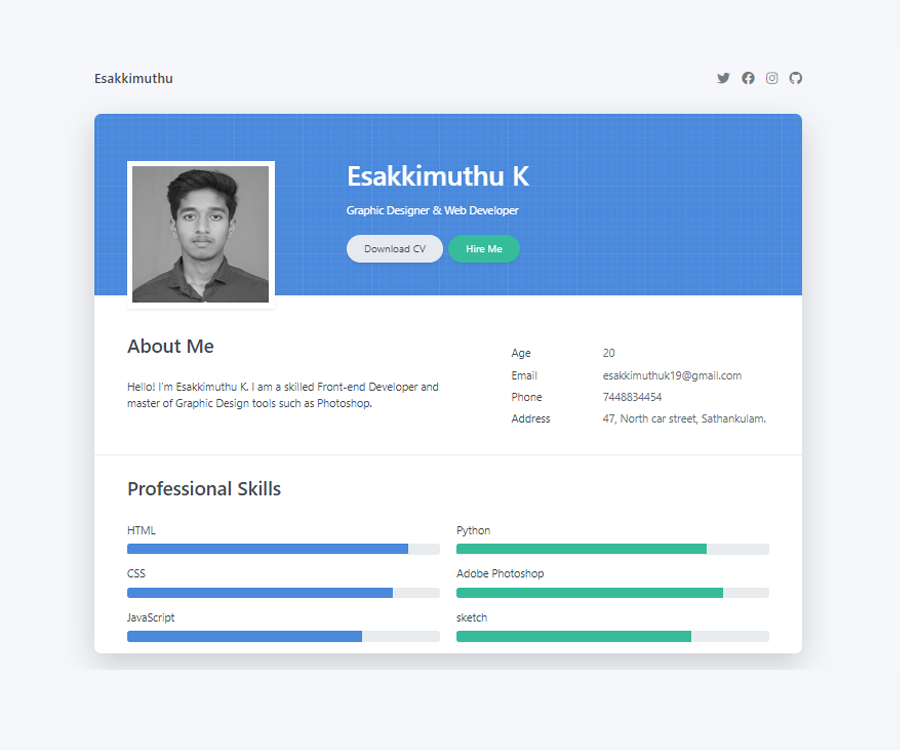 Esakkimuthu
Esakkimuthu K
Graphic Designer & Web Developer
Download CV
Hire Me
About Me
Hello! I'm Esakkimuthu K. I am a skilled Front-end Developer and
master of Graphic Design tools such as Photoshop.
Age 20
Email esakkimuthuk19@gmail.com
Phone 7448834454
Address 47, North car street, Sathankulam.
Professional Skills
HTML Python
CSS Adobe Photoshop
JavaScript sketch